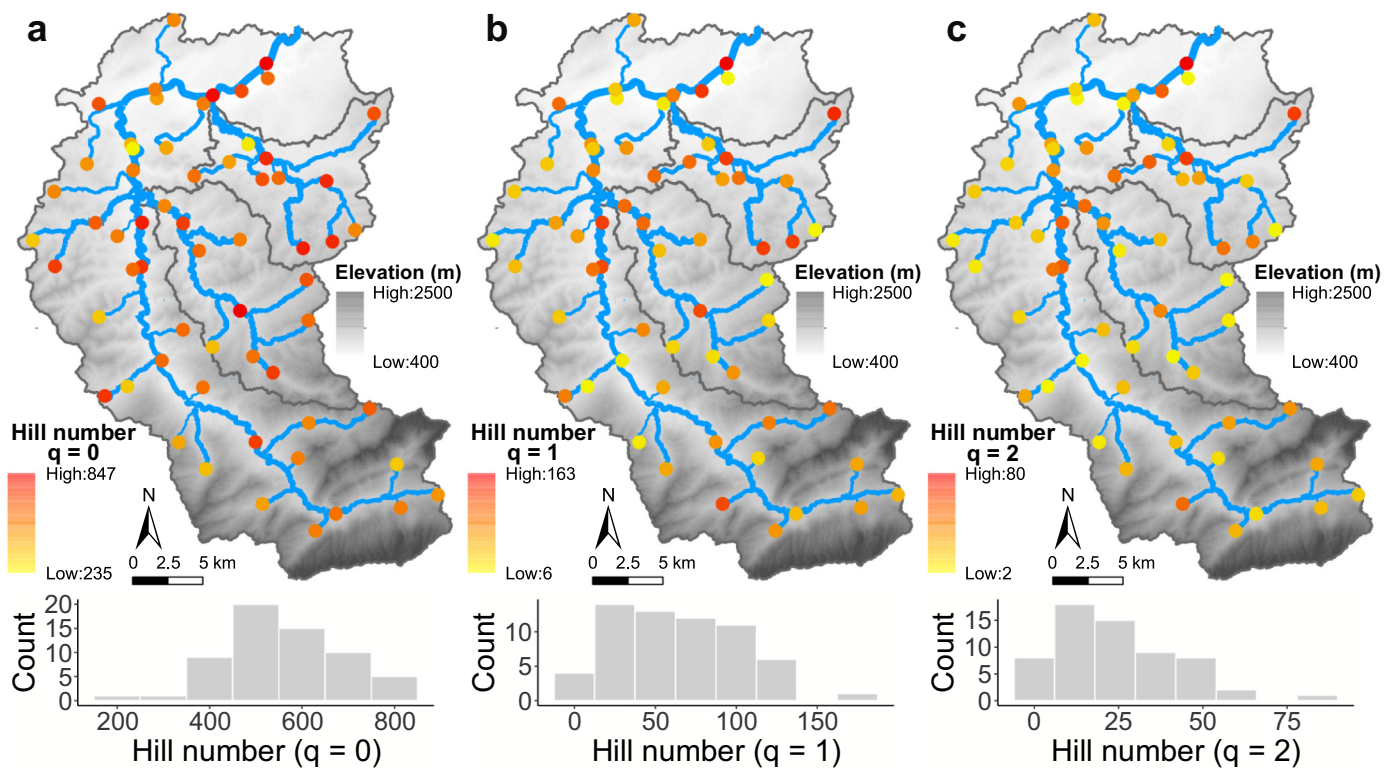 a
b
c
Elevation (m)
High:2500
Low:400
Elevation (m)
High:2500
Low:400
Elevation (m)
High:2500
Low:400
Hill number
q = 0
High:847
Low:235
N
0 2.5 5 km
Hill number
q = 1
High:163
Low:6
N
0 2.5 5 km
Hill number
q = 2
High:80
Low:2
N
0 2.5 5 km
Count
20
15
10
5
0
200 400 600 800
Hill number (q = 0)
Count
10
5
0
0 50 100 150
Hill number (q = 1)
Count
15
10
5
0
0 25 50 75
Hill number (q = 2)